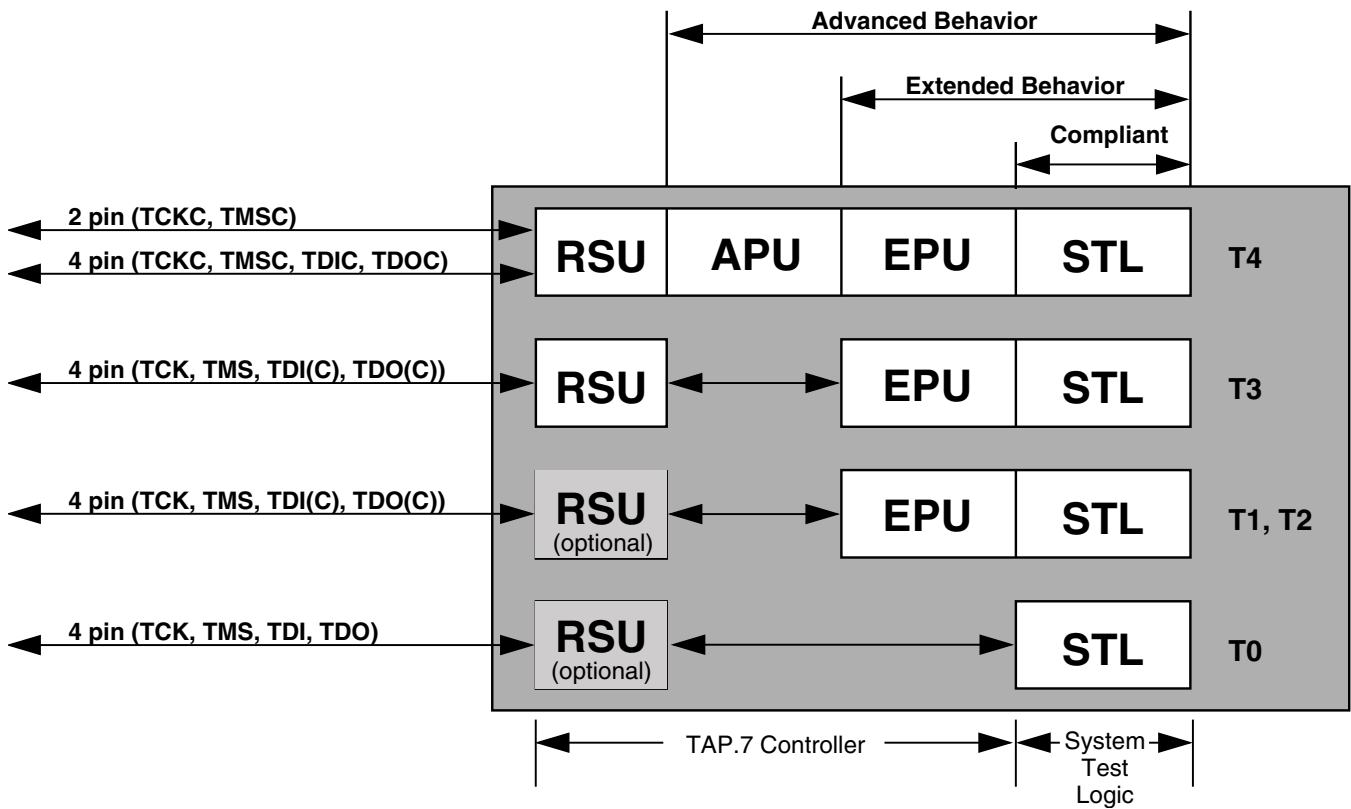 Advanced Behavior
Extended Behavior
Compliant
2 pin (TCKC, TMSC)
4 pin (TCKC, TMSC, TDIC, TDOC)
RSU APU EPU STL T4
4 pin (TCK, TMS, TDI(C), TDO(C))
RSU EPU STL T3
4 pin (TCK, TMS, TDI(C), TDO(C))
RSU EPU STL T1, T2
(optional)
4 pin (TCK, TMS, TDI, TDO)
RSU STL T0
(optional)
TAP.7 Controller
System
Test
Logic